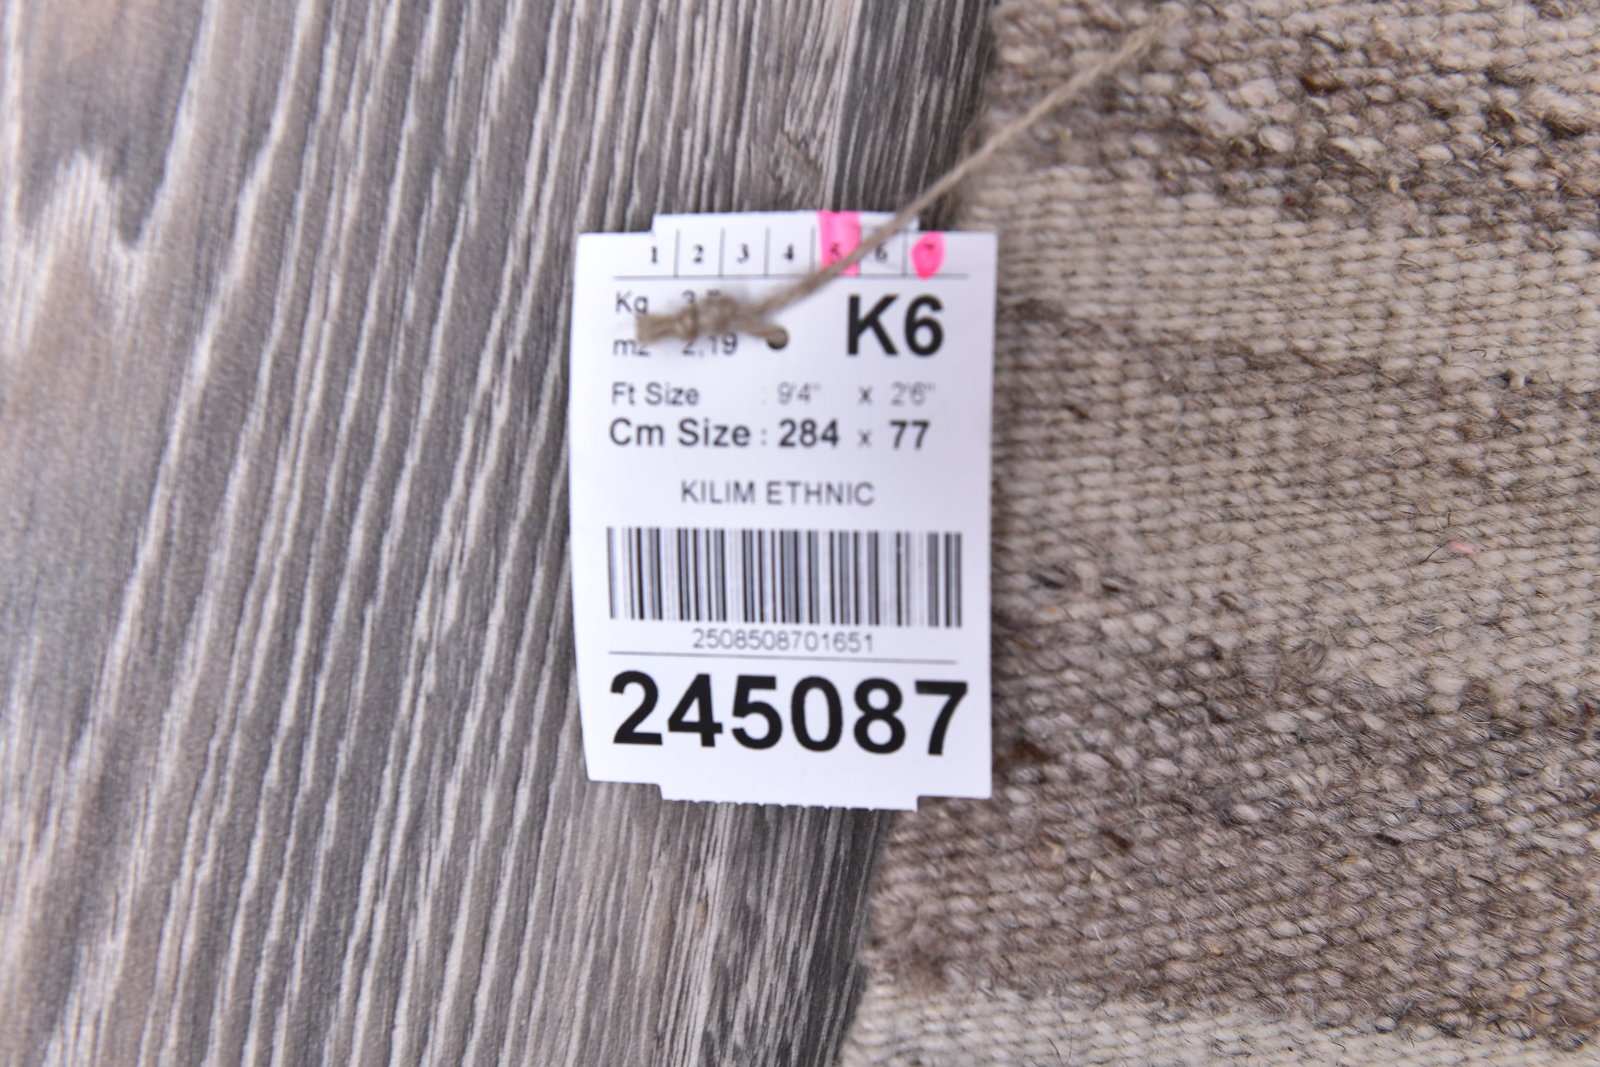 1 2 3 4 5 6 7
Kg
K6
m2 2,19
Ft Size : 9'4" x 2'6"
Cm Size : 284 x 77
KILIM ETHNIC
2508508701651
245087